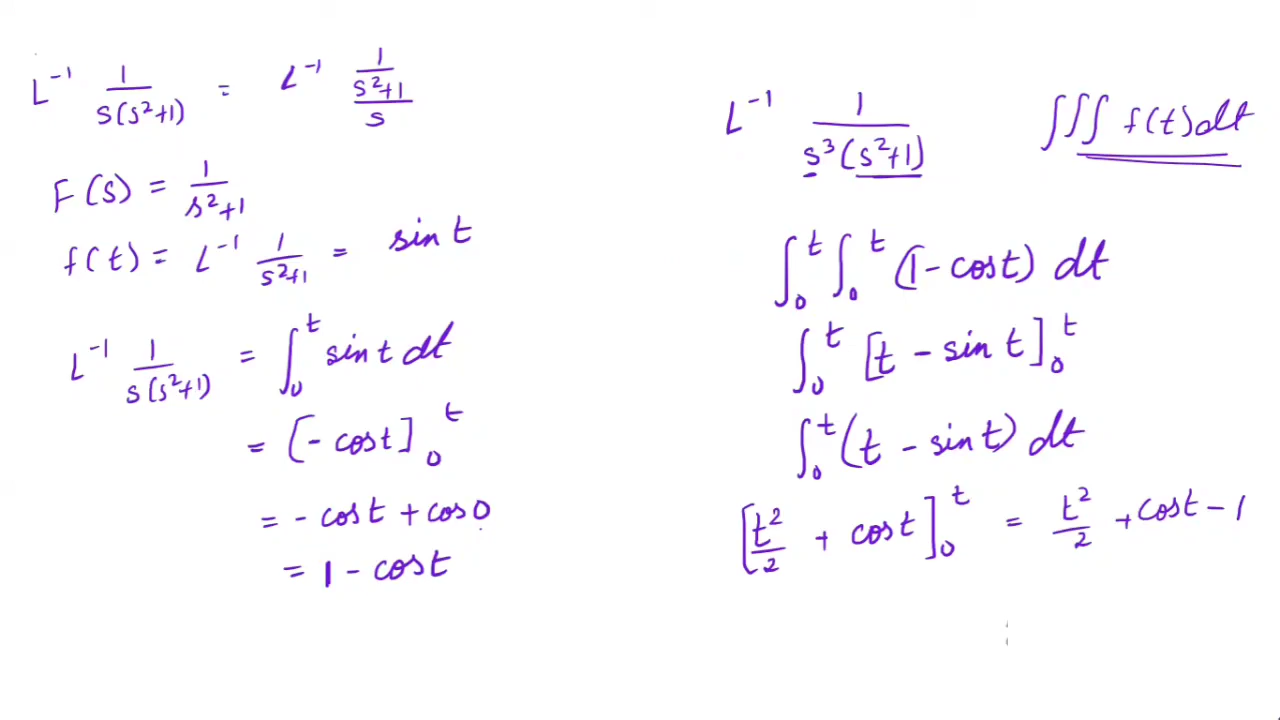 L⁻¹ 1/(s(s²+1)) = L⁻¹ (1/(s²+1))/s
F(s) = 1/(s²+1)
f(t) = L⁻¹ 1/(s²+1) = sin t
L⁻¹ 1/(s(s²+1)) = ∫₀ᵗ sin t dt
= [- cos t]₀ᵗ
= - cos t + cos 0
= 1 - cos t
L⁻¹ 1/(s³(s²+1)) ∫∫∫ f(t) dt
∫₀ᵗ ∫₀ᵗ (1 - cos t) dt
∫₀ᵗ [t - sin t]₀ᵗ
∫₀ᵗ (t - sin t) dt
[t²/2 + cos t]₀ᵗ = t²/2 + cos t - 1